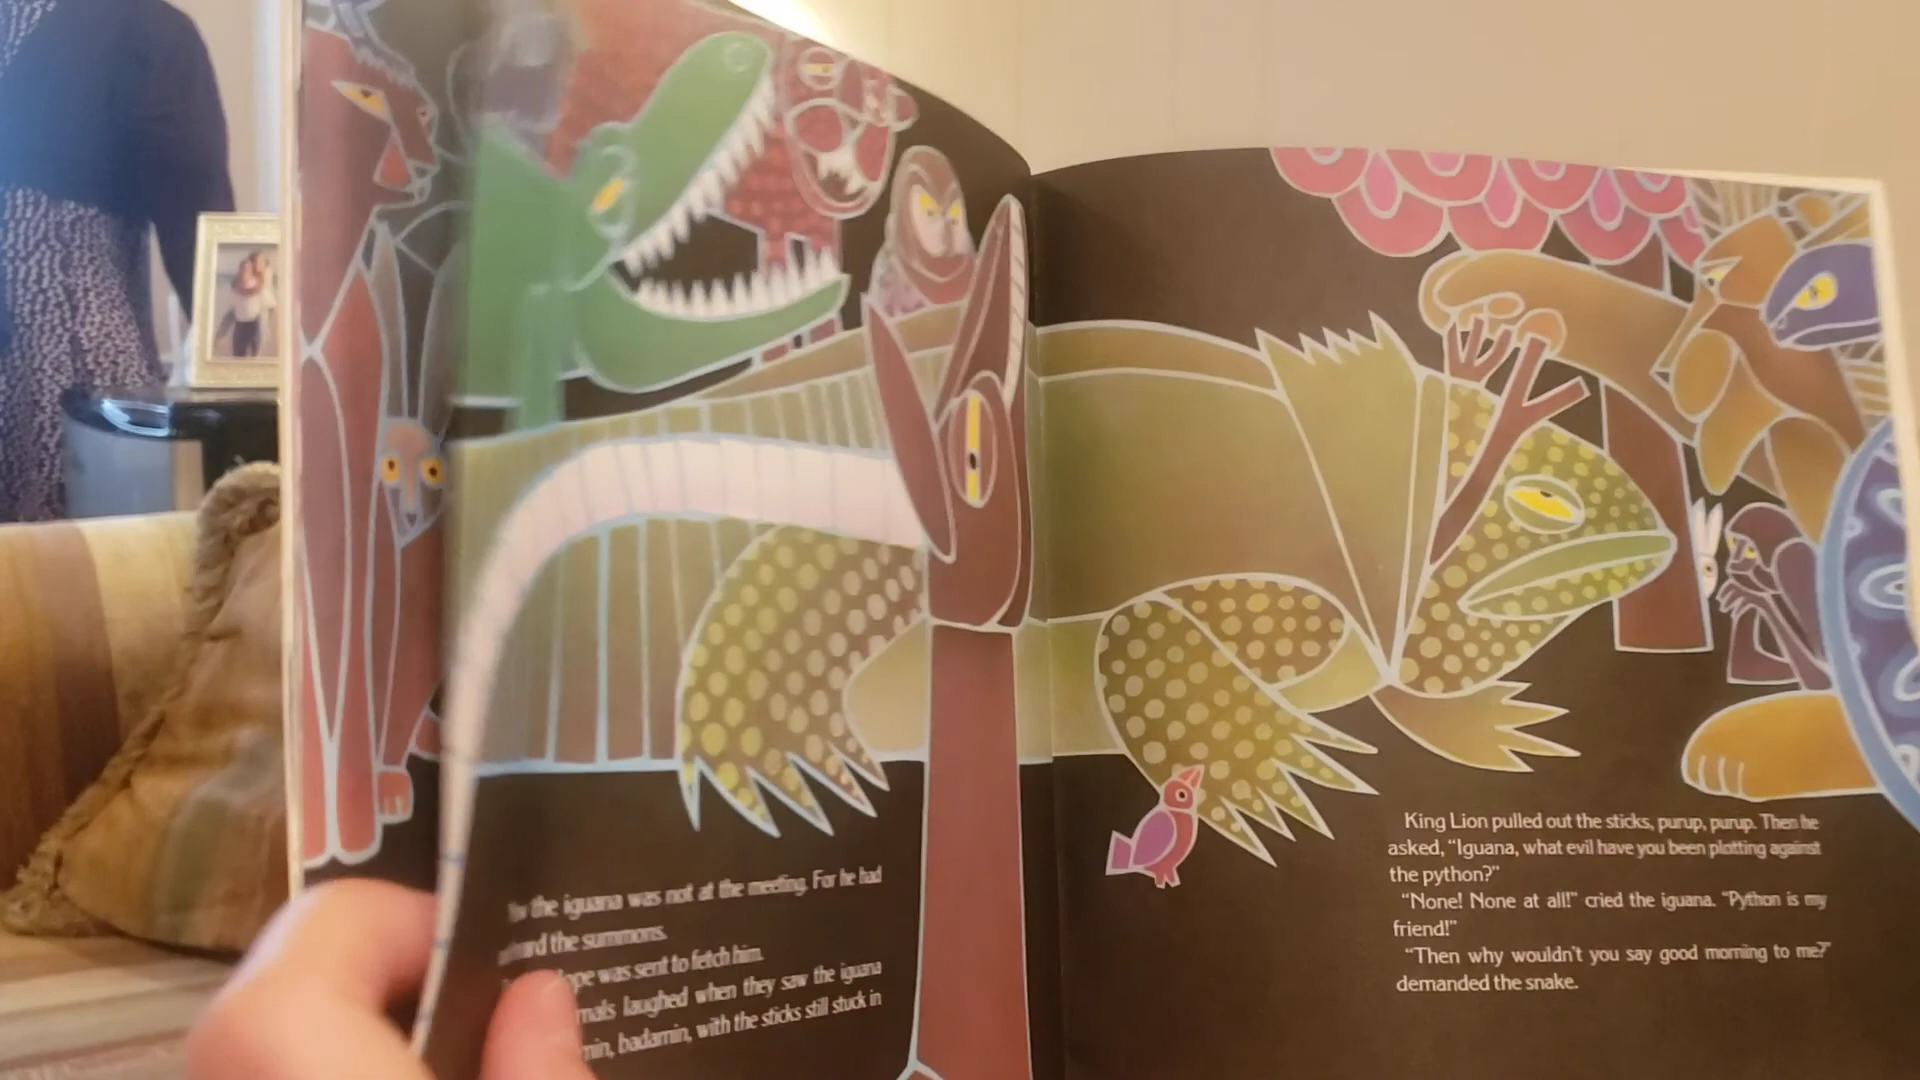 the iguana was not at the meeting. For he had
the summons.
was sent to fetch him.
laughed when they saw the iguana
badamin, with the sticks still stuck in
King Lion pulled out the sticks, purup, purup. Then he
asked, “Iguana, what evil have you been plotting against
the python?”
“None! None at all!” cried the iguana. “Python is my
friend!”
“Then why wouldn't you say good morning to me?”
demanded the snake.